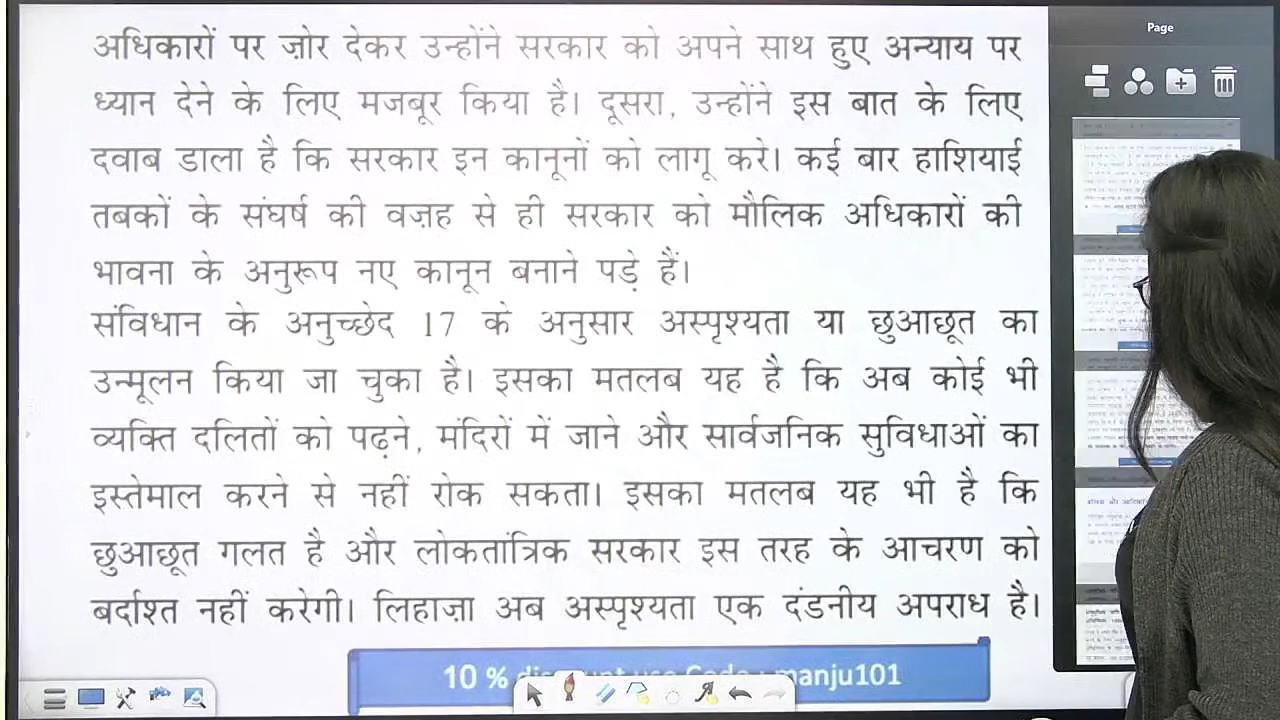 अधिकारों पर ज़ोर देकर उन्होंने सरकार को अपने साथ हुए अन्याय पर
ध्यान देने के लिए मजबूर किया है। दूसरा, उन्होंने इस बात के लिए
दवाब डाला है कि सरकार इन कानूनों को लागू करे। कई बार हाशियाई
तबकों के संघर्ष की वज़ह से ही सरकार को मौलिक अधिकारों की
भावना के अनुरूप नए कानून बनाने पड़े हैं।
संविधान के अनुच्छेद 17 के अनुसार अस्पृश्यता या छुआछूत का
उन्मूलन किया जा चुका है। इसका मतलब यह है कि अब कोई भी
व्यक्ति दलितों को पढ़ने, मंदिरों में जाने और सार्वजनिक सुविधाओं का
इस्तेमाल करने से नहीं रोक सकता। इसका मतलब यह भी है कि
छुआछूत गलत है और लोकतांत्रिक सरकार इस तरह के आचरण को
बर्दाश्त नहीं करेगी। लिहाज़ा अब अस्पृश्यता एक दंडनीय अपराध है।
10 % manju101
Page